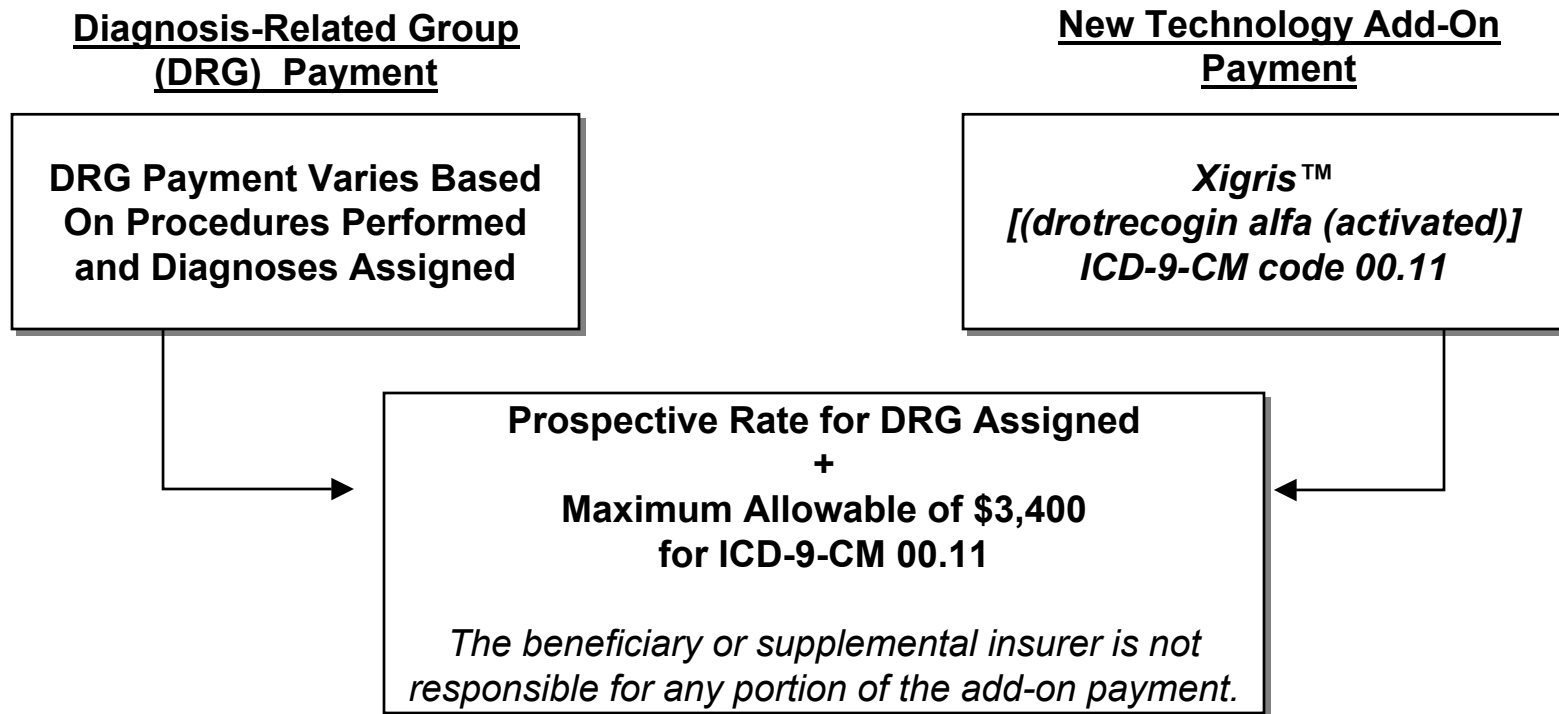 Diagnosis-Related Group
(DRG) Payment
New Technology Add-On
Payment
DRG Payment Varies Based
On Procedures Performed
and Diagnoses Assigned
Xigris™
[(drotrecogin alfa (activated)]
ICD-9-CM code 00.11
Prospective Rate for DRG Assigned
+
Maximum Allowable of $3,400
for ICD-9-CM 00.11
The beneficiary or supplemental insurer is not
responsible for any portion of the add-on payment.